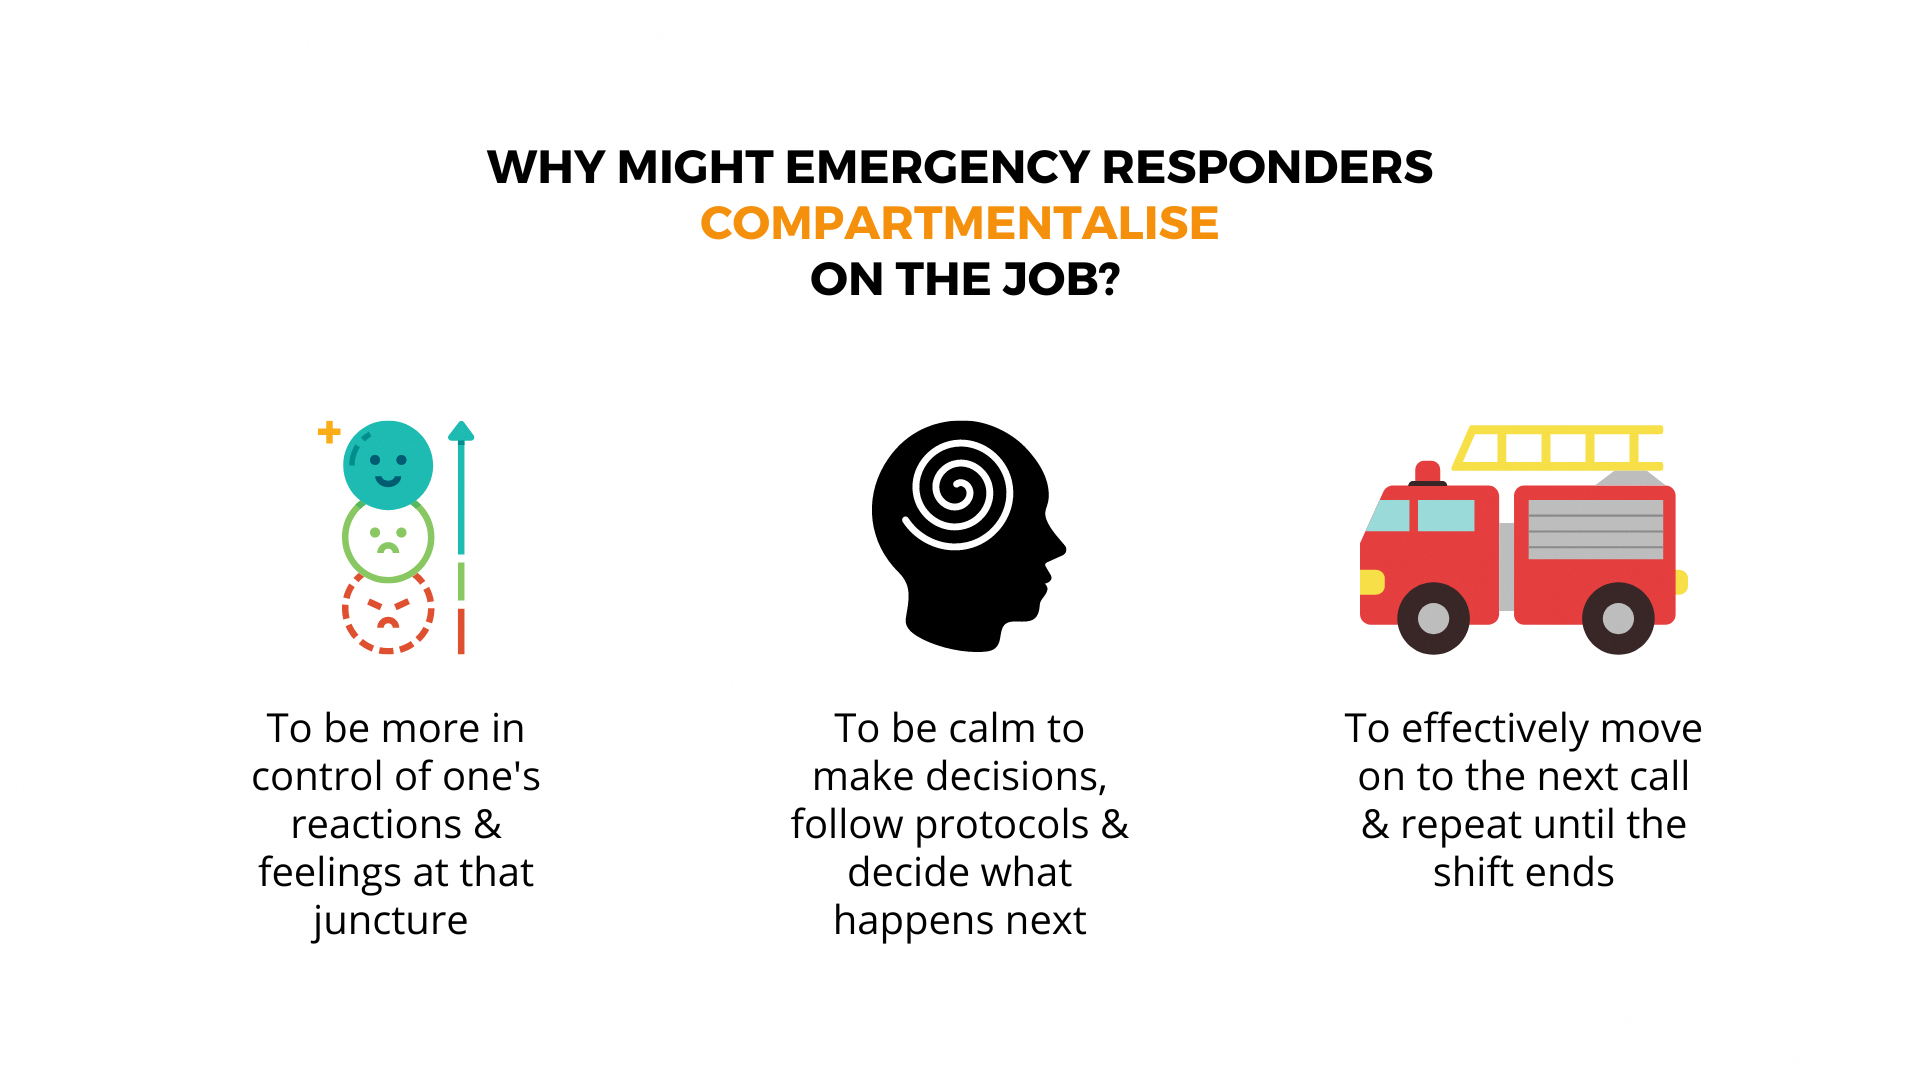 WHY MIGHT EMERGENCY RESPONDERS
COMPARTMENTALISE
ON THE JOB?
To be more in
control of one's
reactions &
feelings at that
juncture
To be calm to
make decisions,
follow protocols &
decide what
happens next
To effectively move
on to the next call
& repeat until the
shift ends